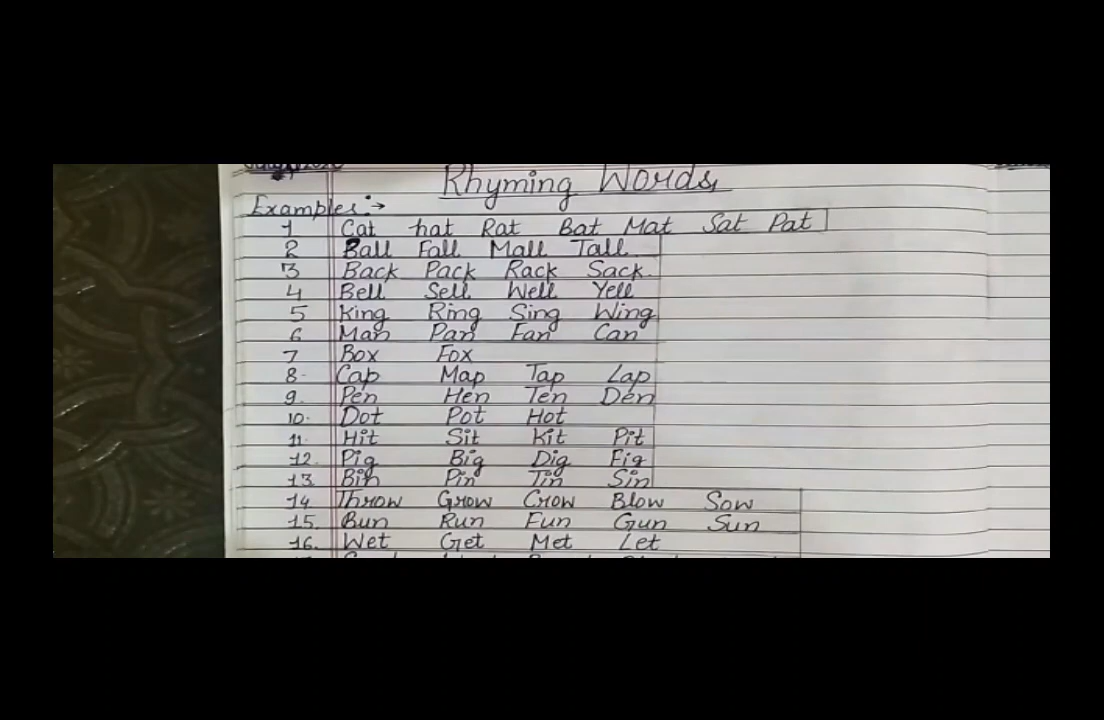 Rhyming Words
Examples:→
1 Cat hat Rat Bat Mat Sat Pat
2 Ball Fall Mall Tall
3 Back Pack Rack Sack
4 Bell Sell Well Yell
5 King Ring Sing Wing
6 Man Pan Fan Can
7 Box Fox
8. Cap Map Tap Lap
9. Pen Hen Ten Den
10. Dot Pot Hot
11. Hit Sit Kit Pit
12. Pig Big Dig Fig
13. Bin Pin Tin Sin
14 Throw Grow Crow Blow Sow
15. Bun Run Fun Gun Sun
16. Wet Get Met Let